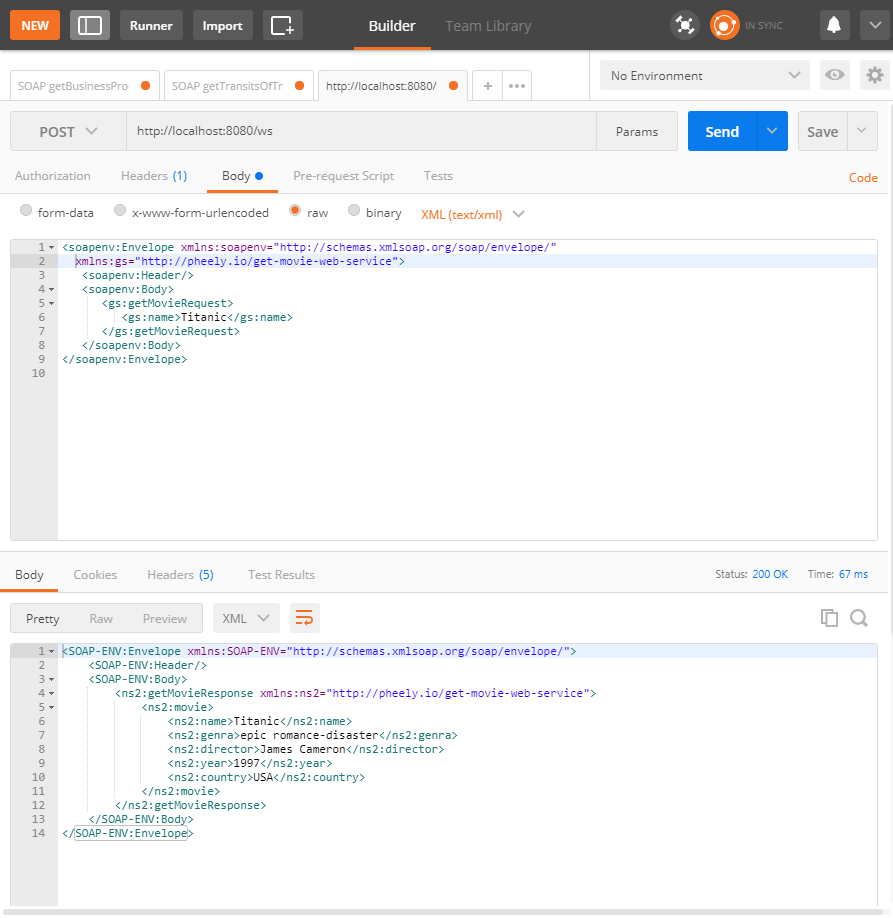 NEW Runner Import Builder Team Library IN SYNC
SOAP getBusinessPro SOAP getTransitsOfTr http://localhost:8080/ + ••• No Environment
POST http://localhost:8080/ws Params Send Save
Authorization Headers (1) Body Pre-request Script Tests Code
form-data x-www-form-urlencoded raw binary XML (text/xml)
1 <soapenv:Envelope xmlns:soapenv="http://schemas.xmlsoap.org/soap/envelope/"
2 xmlns:gs="http://pheely.io/get-movie-web-service">
3 <soapenv:Header/>
4 <soapenv:Body>
5 <gs:getMovieRequest>
6 <gs:name>Titanic</gs:name>
7 </gs:getMovieRequest>
8 </soapenv:Body>
9 </soapenv:Envelope>
10
Body Cookies Headers (5) Test Results Status: 200 OK Time: 67 ms
Pretty Raw Preview XML
1 <SOAP-ENV:Envelope xmlns:SOAP-ENV="http://schemas.xmlsoap.org/soap/envelope/">
2 <SOAP-ENV:Header/>
3 <SOAP-ENV:Body>
4 <ns2:getMovieResponse xmlns:ns2="http://pheely.io/get-movie-web-service">
5 <ns2:movie>
6 <ns2:name>Titanic</ns2:name>
7 <ns2:genra>epic romance-disaster</ns2:genra>
8 <ns2:director>James Cameron</ns2:director>
9 <ns2:year>1997</ns2:year>
10 <ns2:country>USA</ns2:country>
11 </ns2:movie>
12 </ns2:getMovieResponse>
13 </SOAP-ENV:Body>
14 </SOAP-ENV:Envelope>